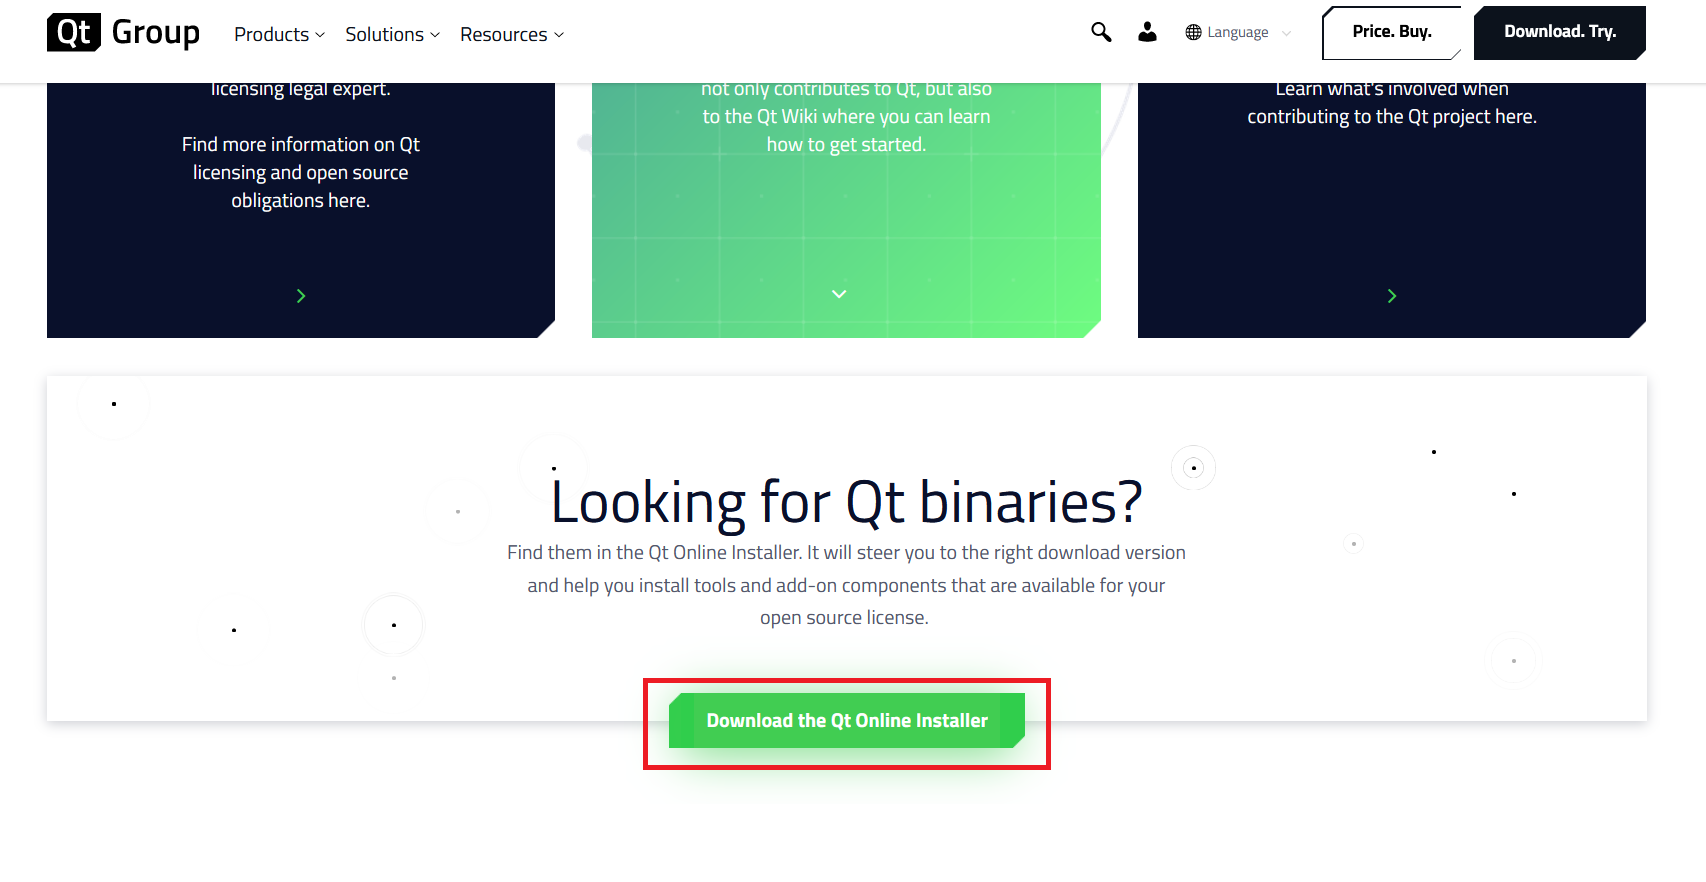 Qt Group
Products
Solutions
Resources
Language
Price. Buy.
Download. Try.
licensing legal expert.
Find more information on Qt
licensing and open source
obligations here.
not only contributes to Qt, but also
to the Qt Wiki where you can learn
how to get started.
Learn what's involved when
contributing to the Qt project here.
Looking for Qt binaries?
Find them in the Qt Online Installer. It will steer you to the right download version
and help you install tools and add-on components that are available for your
open source license.
Download the Qt Online Installer